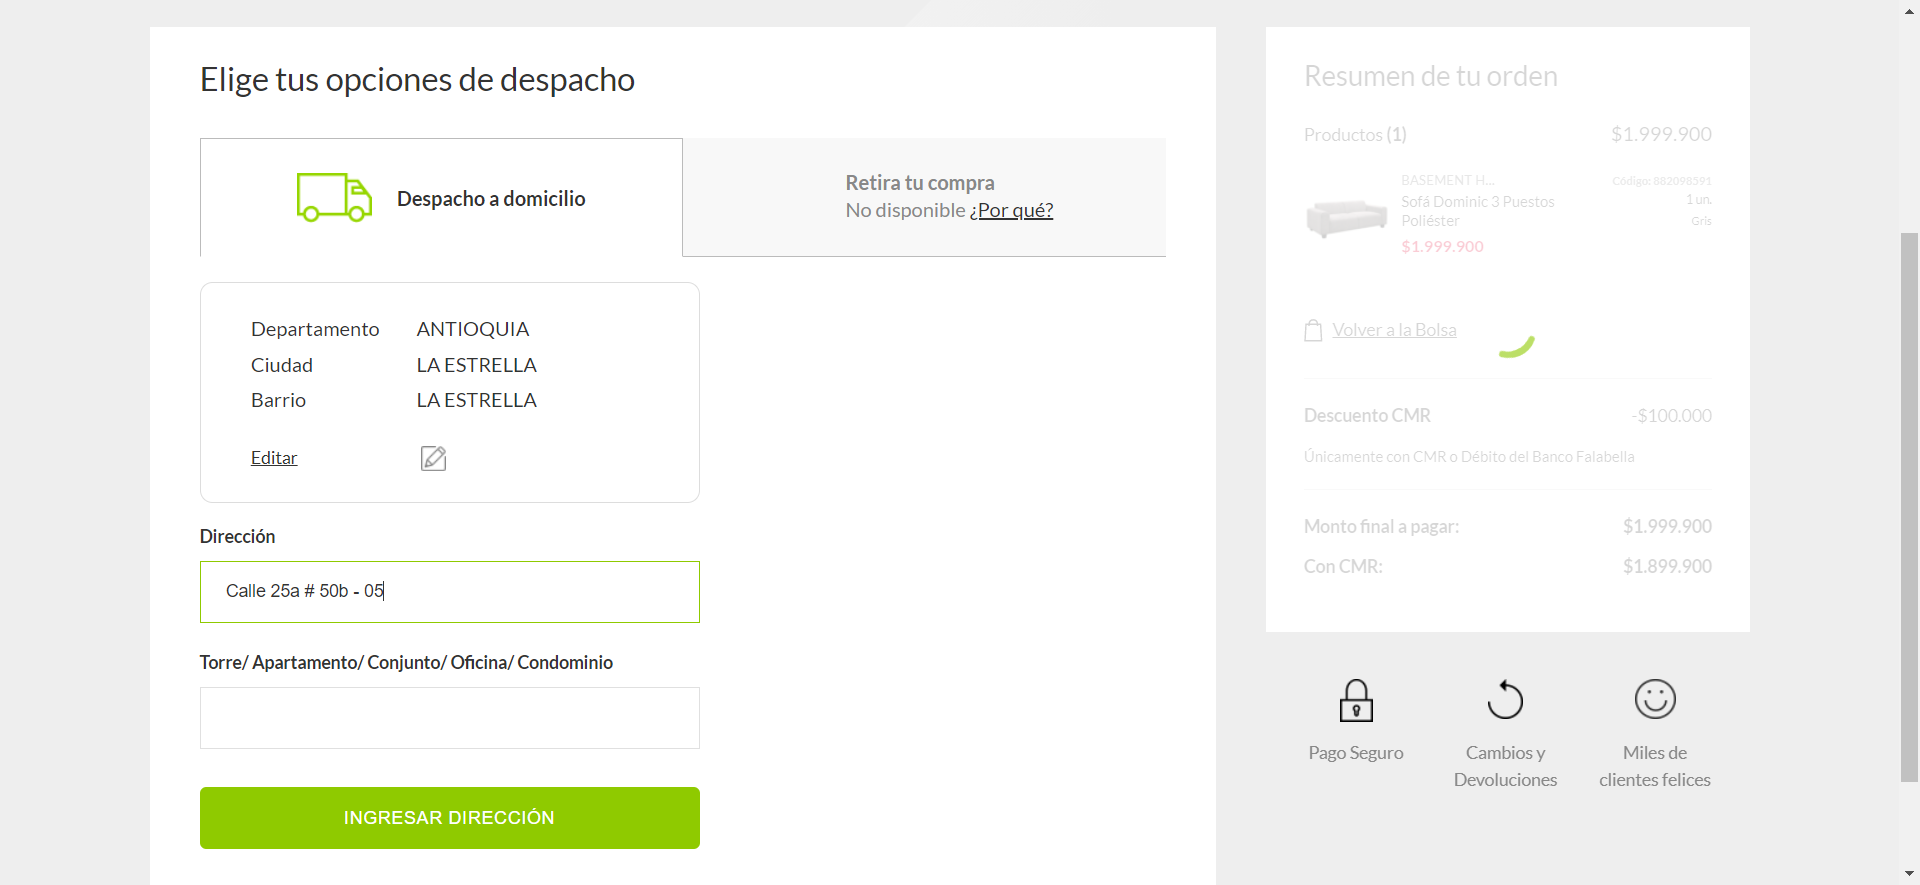 Elige tus opciones de despacho
Despacho a domicilio
Retira tu compra
No disponible ¿Por qué?
Departamento ANTIOQUIA
Ciudad LA ESTRELLA
Barrio LA ESTRELLA
Editar
Dirección
Calle 25a # 50b - 05
Torre/ Apartamento/ Conjunto/ Oficina/ Condominio
INGRESAR DIRECCIÓN
Resumen de tu orden
Productos (1) $1.999.900
BASEMENT H... Código: 882098591
Sofá Dominic 3 Puestos 1 un.
Poliéster Gris
$1.999.900
Volver a la Bolsa
Descuento CMR -$100.000
Únicamente con CMR o Débito del Banco Falabella
Monto final a pagar: $1.999.900
Con CMR: $1.899.900
Pago Seguro
Cambios y
Devoluciones
Miles de
clientes felices